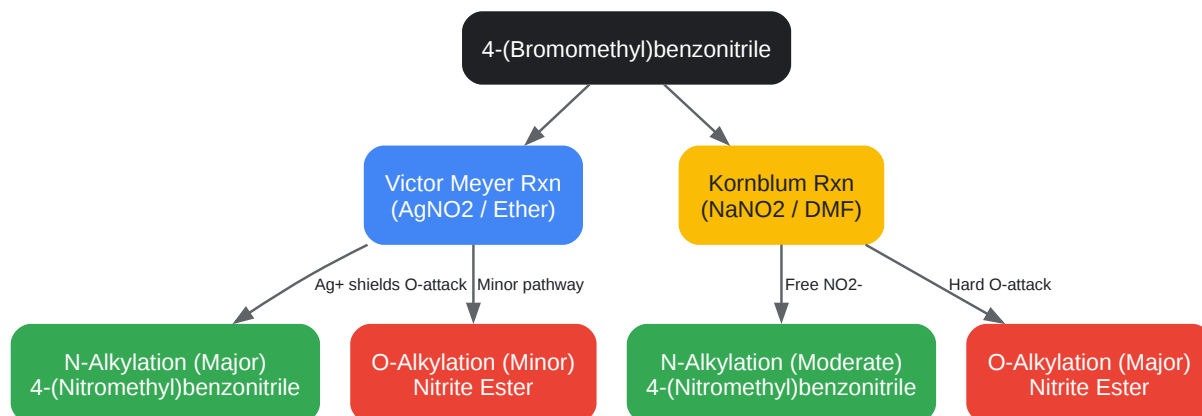 4-(Bromomethyl)benzonitrile
Victor Meyer Rxn
(AgNO2 / Ether)
Kornblum Rxn
(NaNO2 / DMF)
Ag+ shields O-attack
Minor pathway
Free NO2-
Hard O-attack
N-Alkylation (Major)
4-(Nitromethyl)benzonitrile
O-Alkylation (Minor)
Nitrite Ester
N-Alkylation (Moderate)
4-(Nitromethyl)benzonitrile
O-Alkylation (Major)
Nitrite Ester